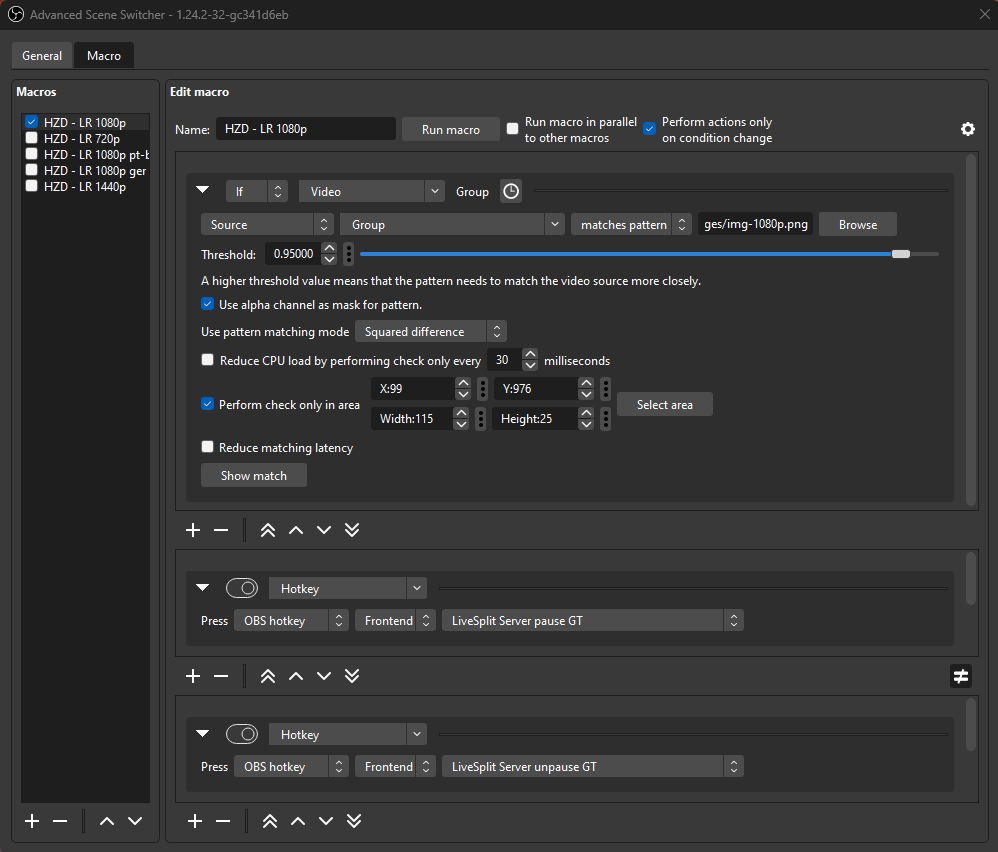 Advanced Scene Switcher - 1.24.2-32-gc341d6eb
General Macro
Macros
HZD - LR 1080p
HZD - LR 720p
HZD - LR 1080p pt-b
HZD - LR 1080p ger
HZD - LR 1440p
Edit macro
Name: HZD - LR 1080p Run macro
Run macro in parallel
to other macros
Perform actions only
on condition change
If Video Group
Source Group matches pattern ges/img-1080p.png Browse
Threshold: 0.95000
A higher threshold value means that the pattern needs to match the video source more closely.
Use alpha channel as mask for pattern.
Use pattern matching mode Squared difference
Reduce CPU load by performing check only every 30 milliseconds
Perform check only in area
X:99 Y:976
Width:115 Height:25
Select area
Reduce matching latency
Show match
Hotkey
Press OBS hotkey Frontend LiveSplit Server pause GT
Hotkey
Press OBS hotkey Frontend LiveSplit Server unpause GT